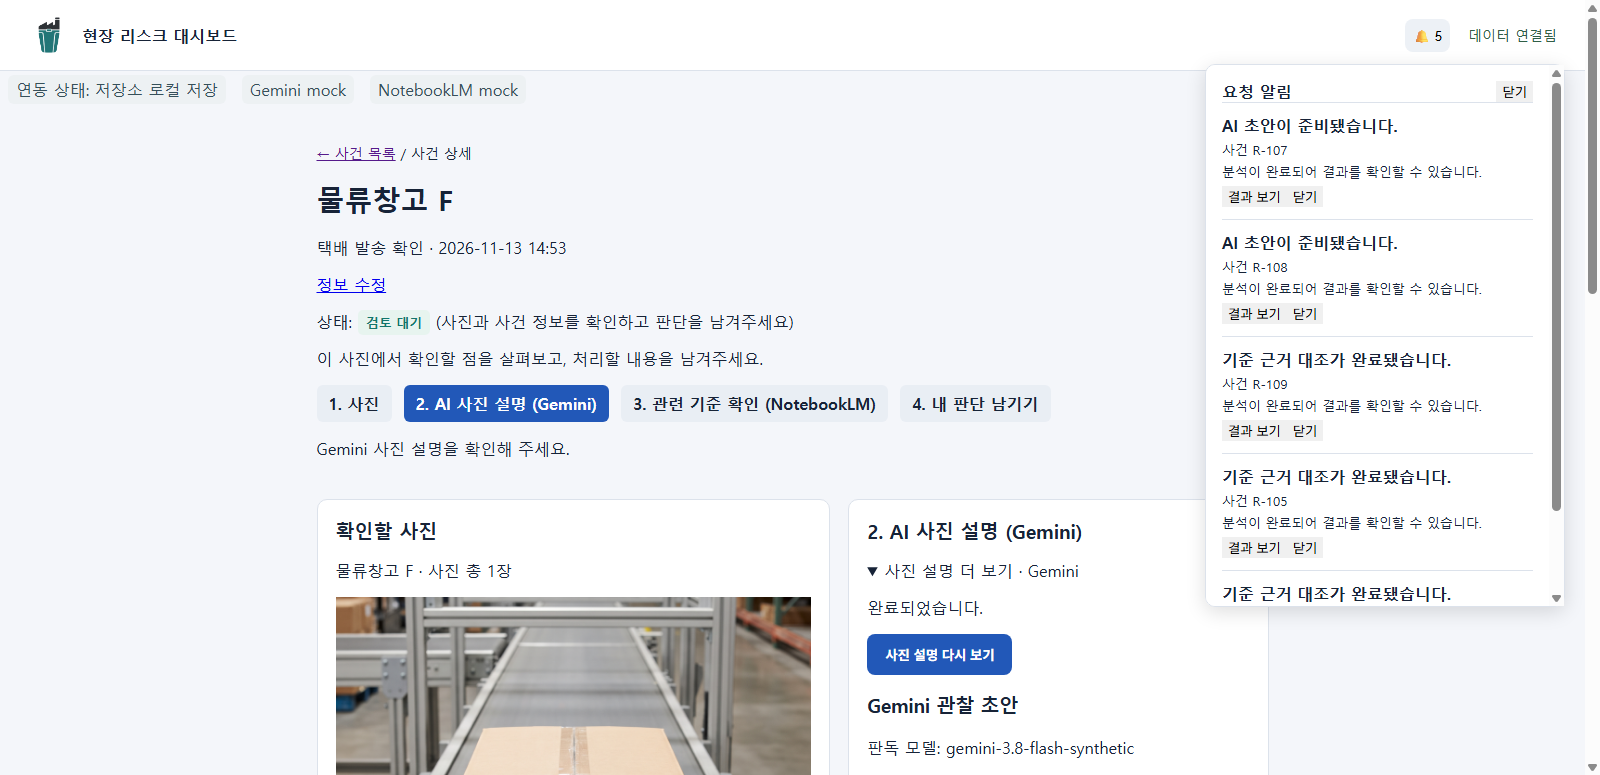 현장 리스크 대시보드
5
데이터 연결됨
연동 상태: 저장소 로컬 저장
Gemini mock
NotebookLM mock
← 사건 목록 / 사건 상세
물류창고 F
택배 발송 확인 · 2026-11-13 14:53
정보 수정
상태: 검토 대기 (사진과 사건 정보를 확인하고 판단을 남겨주세요)
이 사진에서 확인할 점을 살펴보고, 처리할 내용을 남겨주세요.
1. 사진
2. AI 사진 설명 (Gemini)
3. 관련 기준 확인 (NotebookLM)
4. 내 판단 남기기
Gemini 사진 설명을 확인해 주세요.
확인할 사진
물류창고 F · 사진 총 1장
2. AI 사진 설명 (Gemini)
▼ 사진 설명 더 보기 · Gemini
완료되었습니다.
사진 설명 다시 보기
Gemini 관찰 초안
판독 모델: gemini-3.8-flash-synthetic
요청 알림
닫기
AI 초안이 준비됐습니다.
사건 R-107
분석이 완료되어 결과를 확인할 수 있습니다.
결과 보기 닫기
AI 초안이 준비됐습니다.
사건 R-108
분석이 완료되어 결과를 확인할 수 있습니다.
결과 보기 닫기
기준 근거 대조가 완료됐습니다.
사건 R-109
분석이 완료되어 결과를 확인할 수 있습니다.
결과 보기 닫기
기준 근거 대조가 완료됐습니다.
사건 R-105
분석이 완료되어 결과를 확인할 수 있습니다.
결과 보기 닫기
기준 근거 대조가 완료됐습니다.